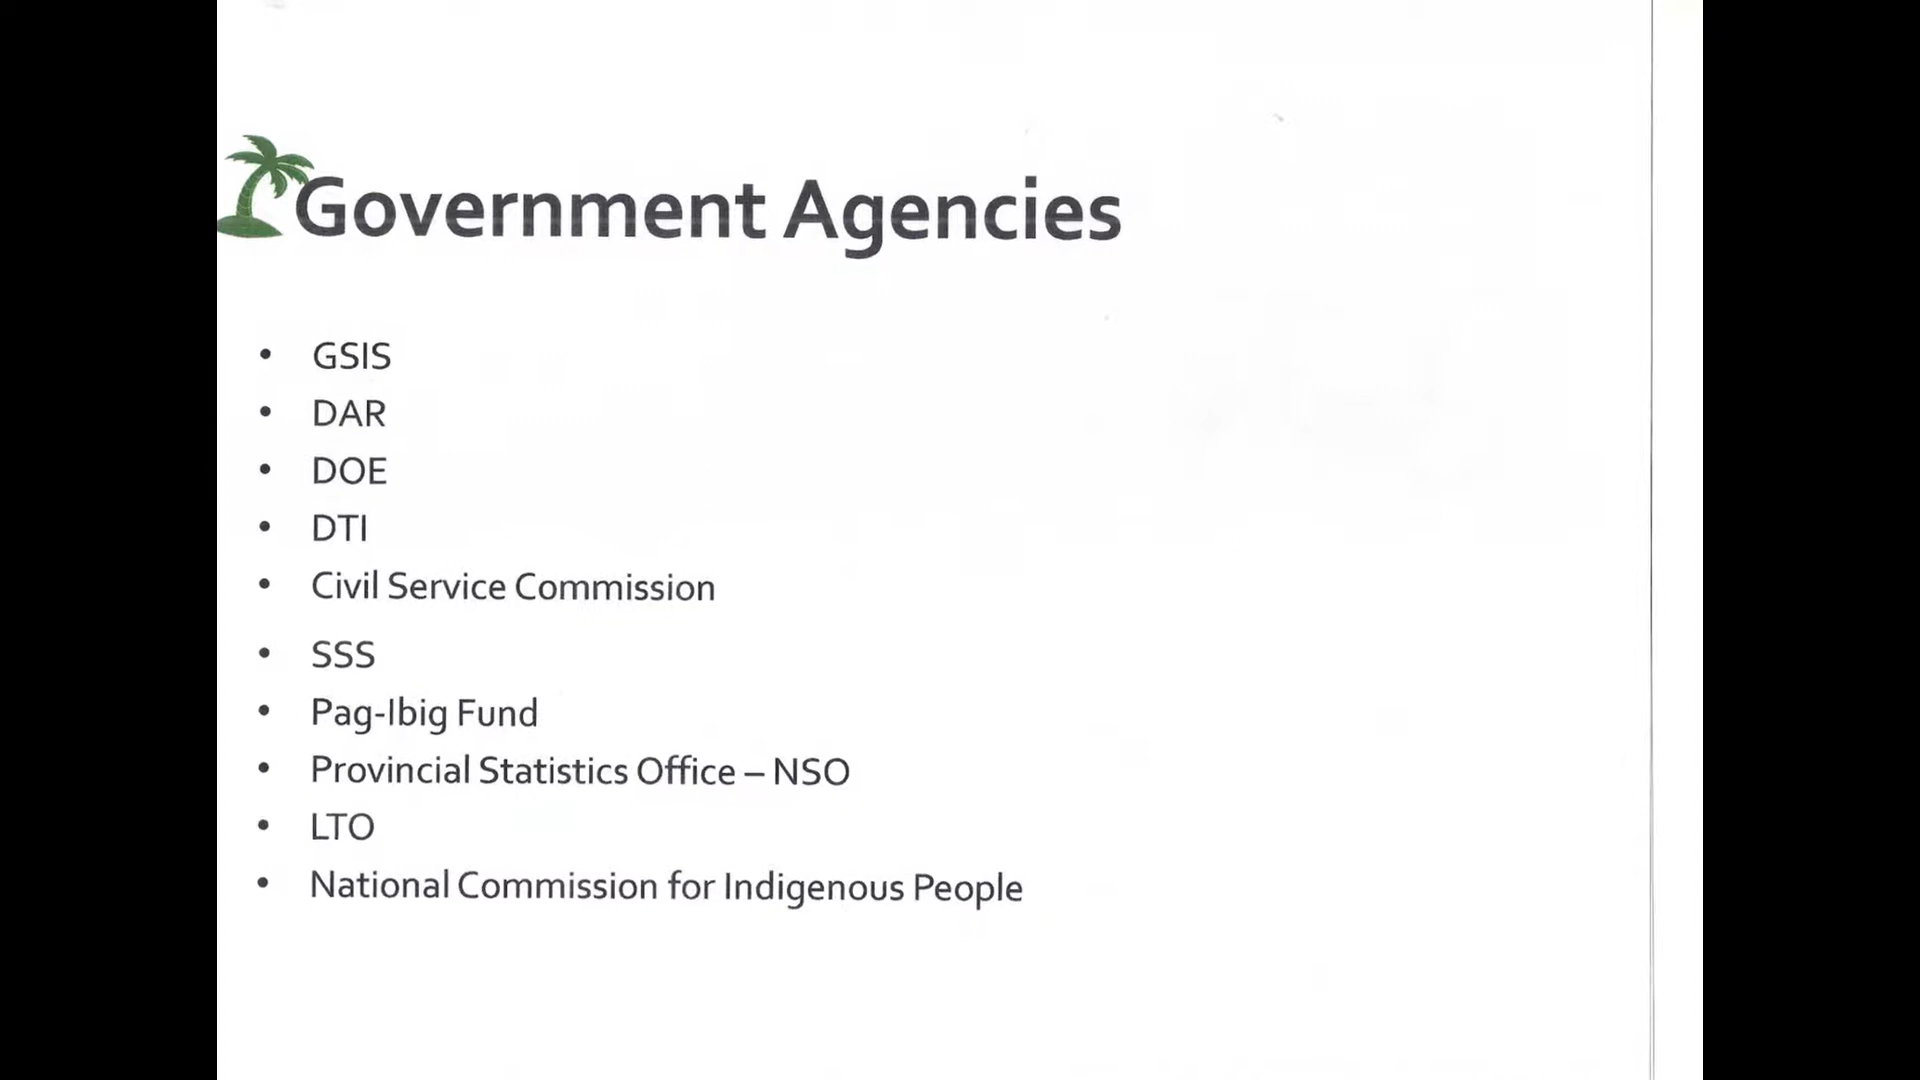 Government Agencies
• GSIS
• DAR
• DOE
• DTI
• Civil Service Commission
• SSS
• Pag-Ibig Fund
• Provincial Statistics Office – NSO
• LTO
• National Commission for Indigenous People